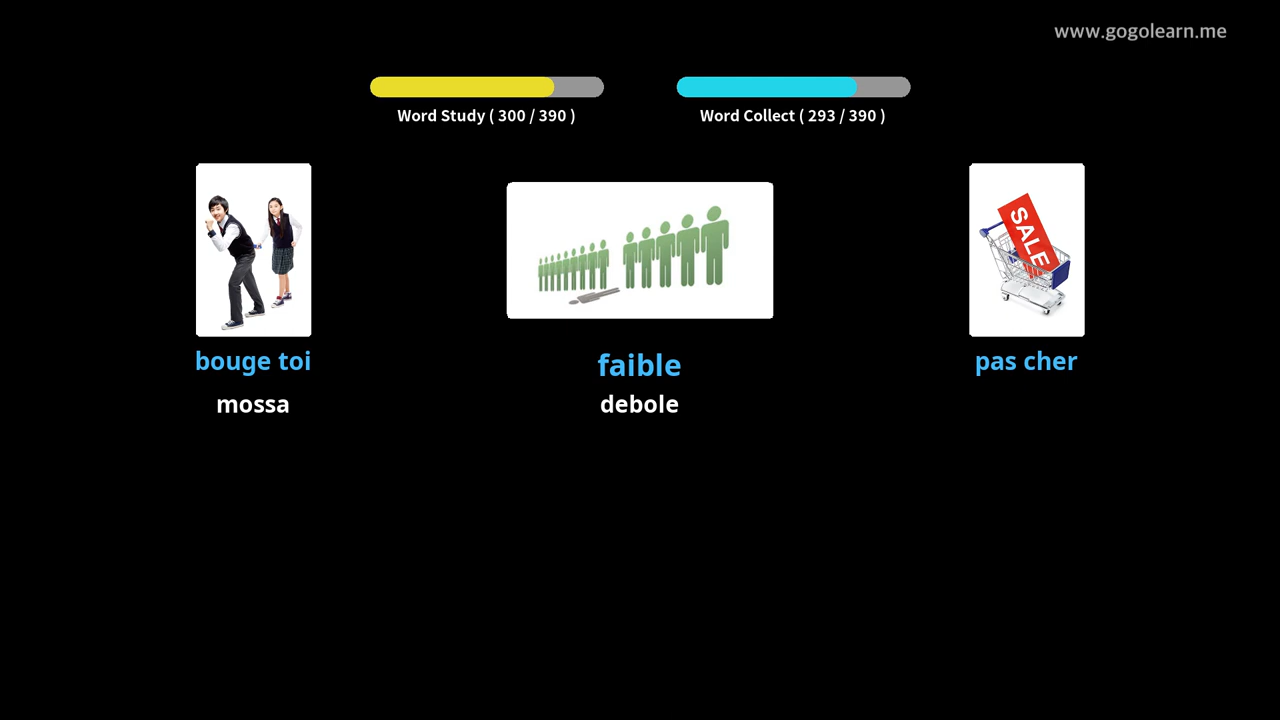 www.gogolearn.me
Word Study ( 300 / 390 )
Word Collect ( 293 / 390 )
SALE
bouge toi
faible
pas cher
mossa
debole